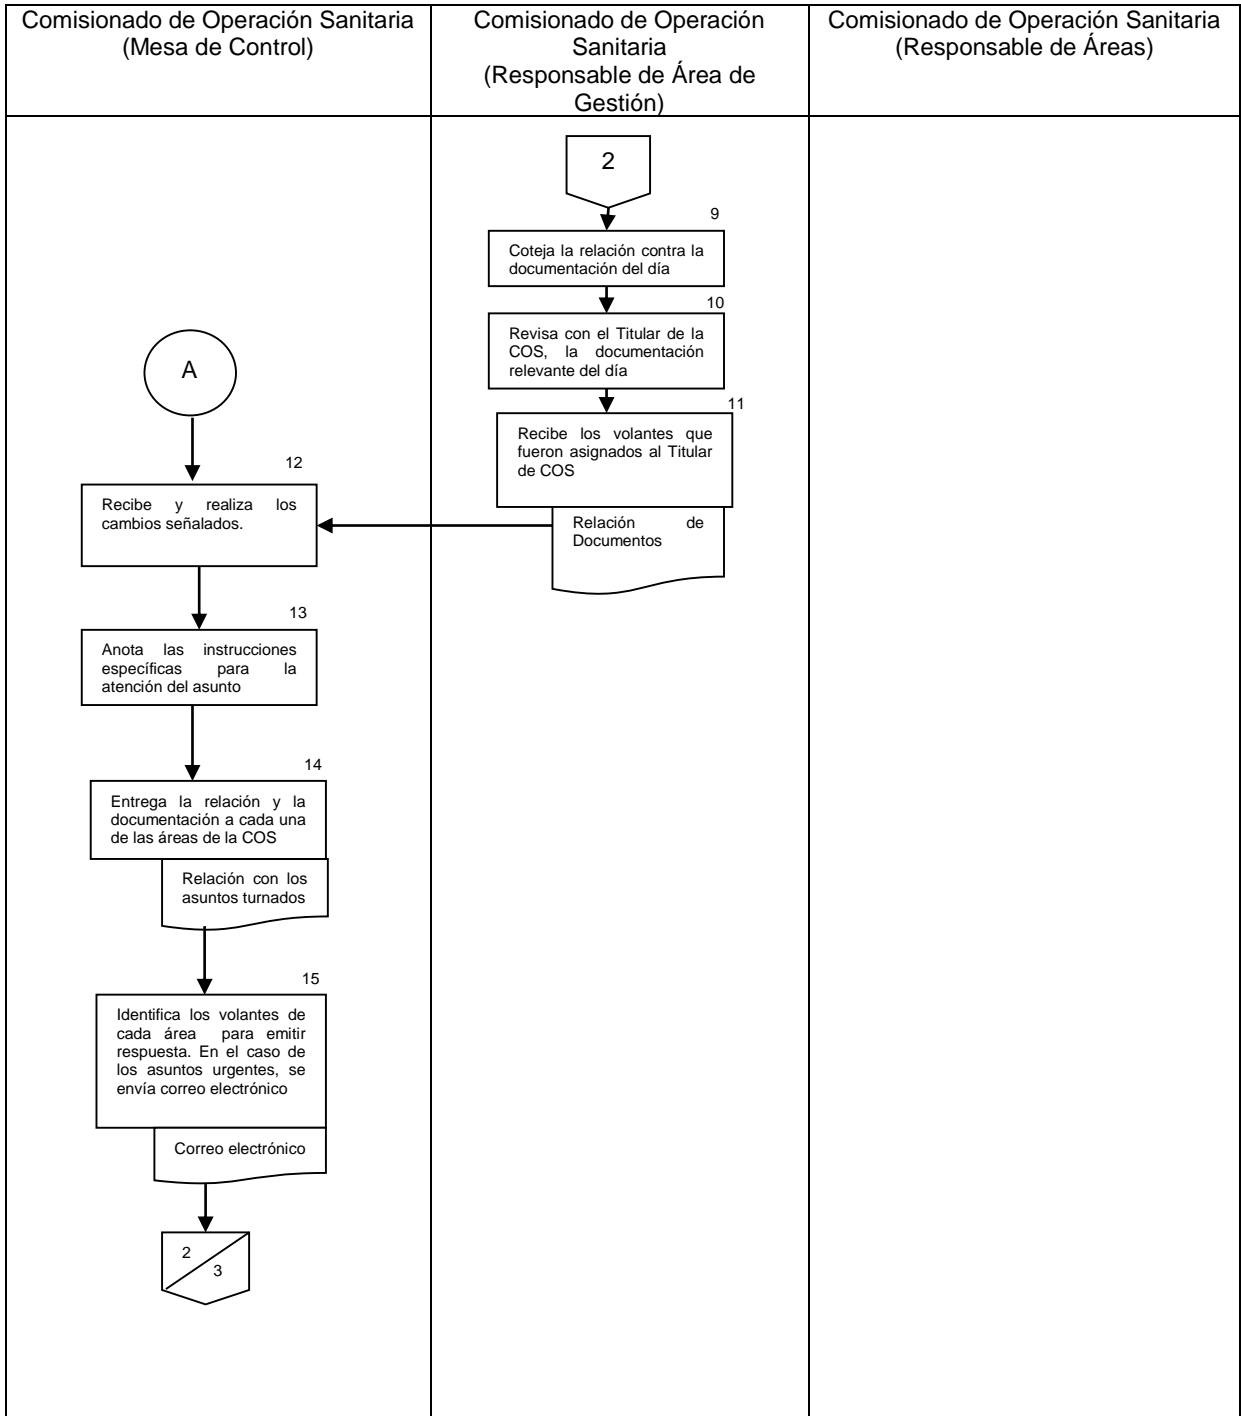 Comisionado de Operación Sanitaria
(Mesa de Control)
Comisionado de Operación
Sanitaria
(Responsable de Área de
Gestión)
Comisionado de Operación Sanitaria
(Responsable de Áreas)
2
9
Coteja la relación contra la
documentación del día
10
Revisa con el Titular de la
COS, la documentación
relevante del día
11
Recibe los volantes que
fueron asignados al Titular
de COS
Relación de
Documentos
A
12
Recibe y realiza los
cambios señalados.
13
Anota las instrucciones
específicas para la
atención del asunto
14
Entrega la relación y la
documentación a cada una
de las áreas de la COS
Relación con los
asuntos turnados
15
Identifica los volantes de
cada área para emitir
respuesta. En el caso de
los asuntos urgentes, se
envía correo electrónico
Correo electrónico
2
3